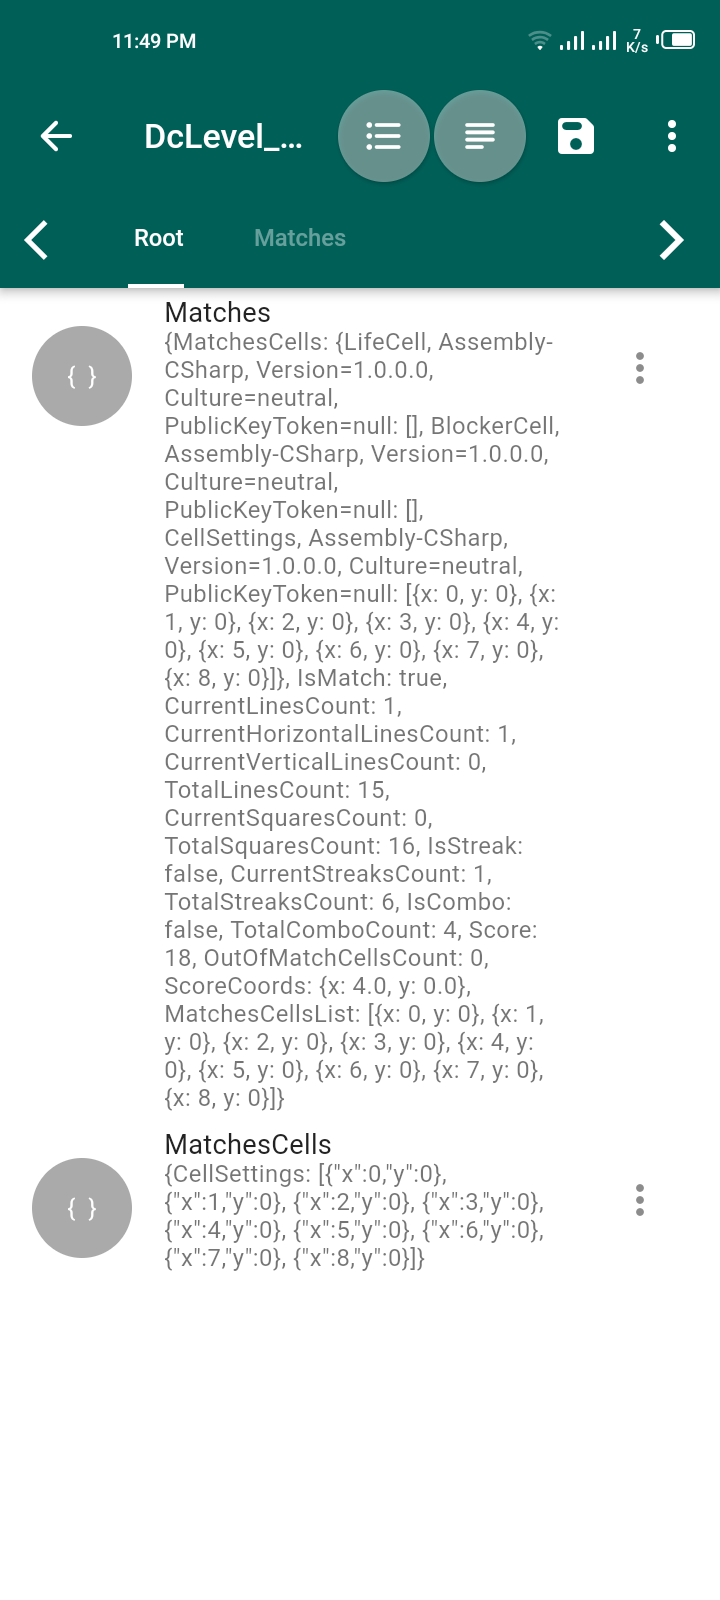 11:49 PM
7
K/s
DcLevel_...
Root
Matches
Matches
{MatchesCells: {LifeCell, Assembly-
CSharp, Version=1.0.0.0,
Culture=neutral,
PublicKeyToken=null: [], BlockerCell,
Assembly-CSharp, Version=1.0.0.0,
Culture=neutral,
PublicKeyToken=null: [],
CellSettings, Assembly-CSharp,
Version=1.0.0.0, Culture=neutral,
PublicKeyToken=null: [{x: 0, y: 0}, {x:
1, y: 0}, {x: 2, y: 0}, {x: 3, y: 0}, {x: 4, y:
0}, {x: 5, y: 0}, {x: 6, y: 0}, {x: 7, y: 0},
{x: 8, y: 0}]}, IsMatch: true,
CurrentLinesCount: 1,
CurrentHorizontalLinesCount: 1,
CurrentVerticalLinesCount: 0,
TotalLinesCount: 15,
CurrentSquaresCount: 0,
TotalSquaresCount: 16, IsStreak:
false, CurrentStreaksCount: 1,
TotalStreaksCount: 6, IsCombo:
false, TotalComboCount: 4, Score:
18, OutOfMatchCellsCount: 0,
ScoreCoords: {x: 4.0, y: 0.0},
MatchesCellsList: [{x: 0, y: 0}, {x: 1,
y: 0}, {x: 2, y: 0}, {x: 3, y: 0}, {x: 4, y:
0}, {x: 5, y: 0}, {x: 6, y: 0}, {x: 7, y: 0},
{x: 8, y: 0}]}
{ }
MatchesCells
{CellSettings: [{"x":0,"y":0},
{"x":1,"y":0}, {"x":2,"y":0}, {"x":3,"y":0},
{"x":4,"y":0}, {"x":5,"y":0}, {"x":6,"y":0},
{"x":7,"y":0}, {"x":8,"y":0}]}
{ }